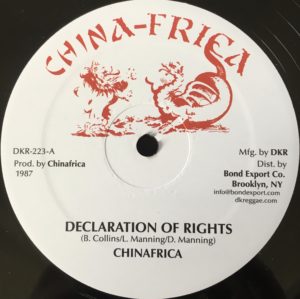 CHINA-FRICA
DKR-223-A
Prod. by Chinafrica
1987
Mfg. by DKR
Dist. by
Bond Export Co.
Brooklyn, NY
info@bondexport.com
dkreggae.com
DECLARATION OF RIGHTS
(B. Collins/L. Manning/D. Manning)
CHINAFRICA